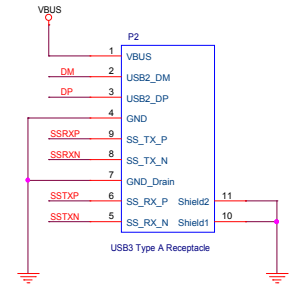 VBUS
P2
1 VBUS
DM 2 USB2_DM
DP 3 USB2_DP
4 GND
SSRXP 9 SS_TX_P
SSRXN 8 SS_TX_N
7 GND_Drain
SSTXP 6 SS_RX_P Shield2 11
SSTXN 5 SS_RX_N Shield1 10
USB3 Type A Receptacle